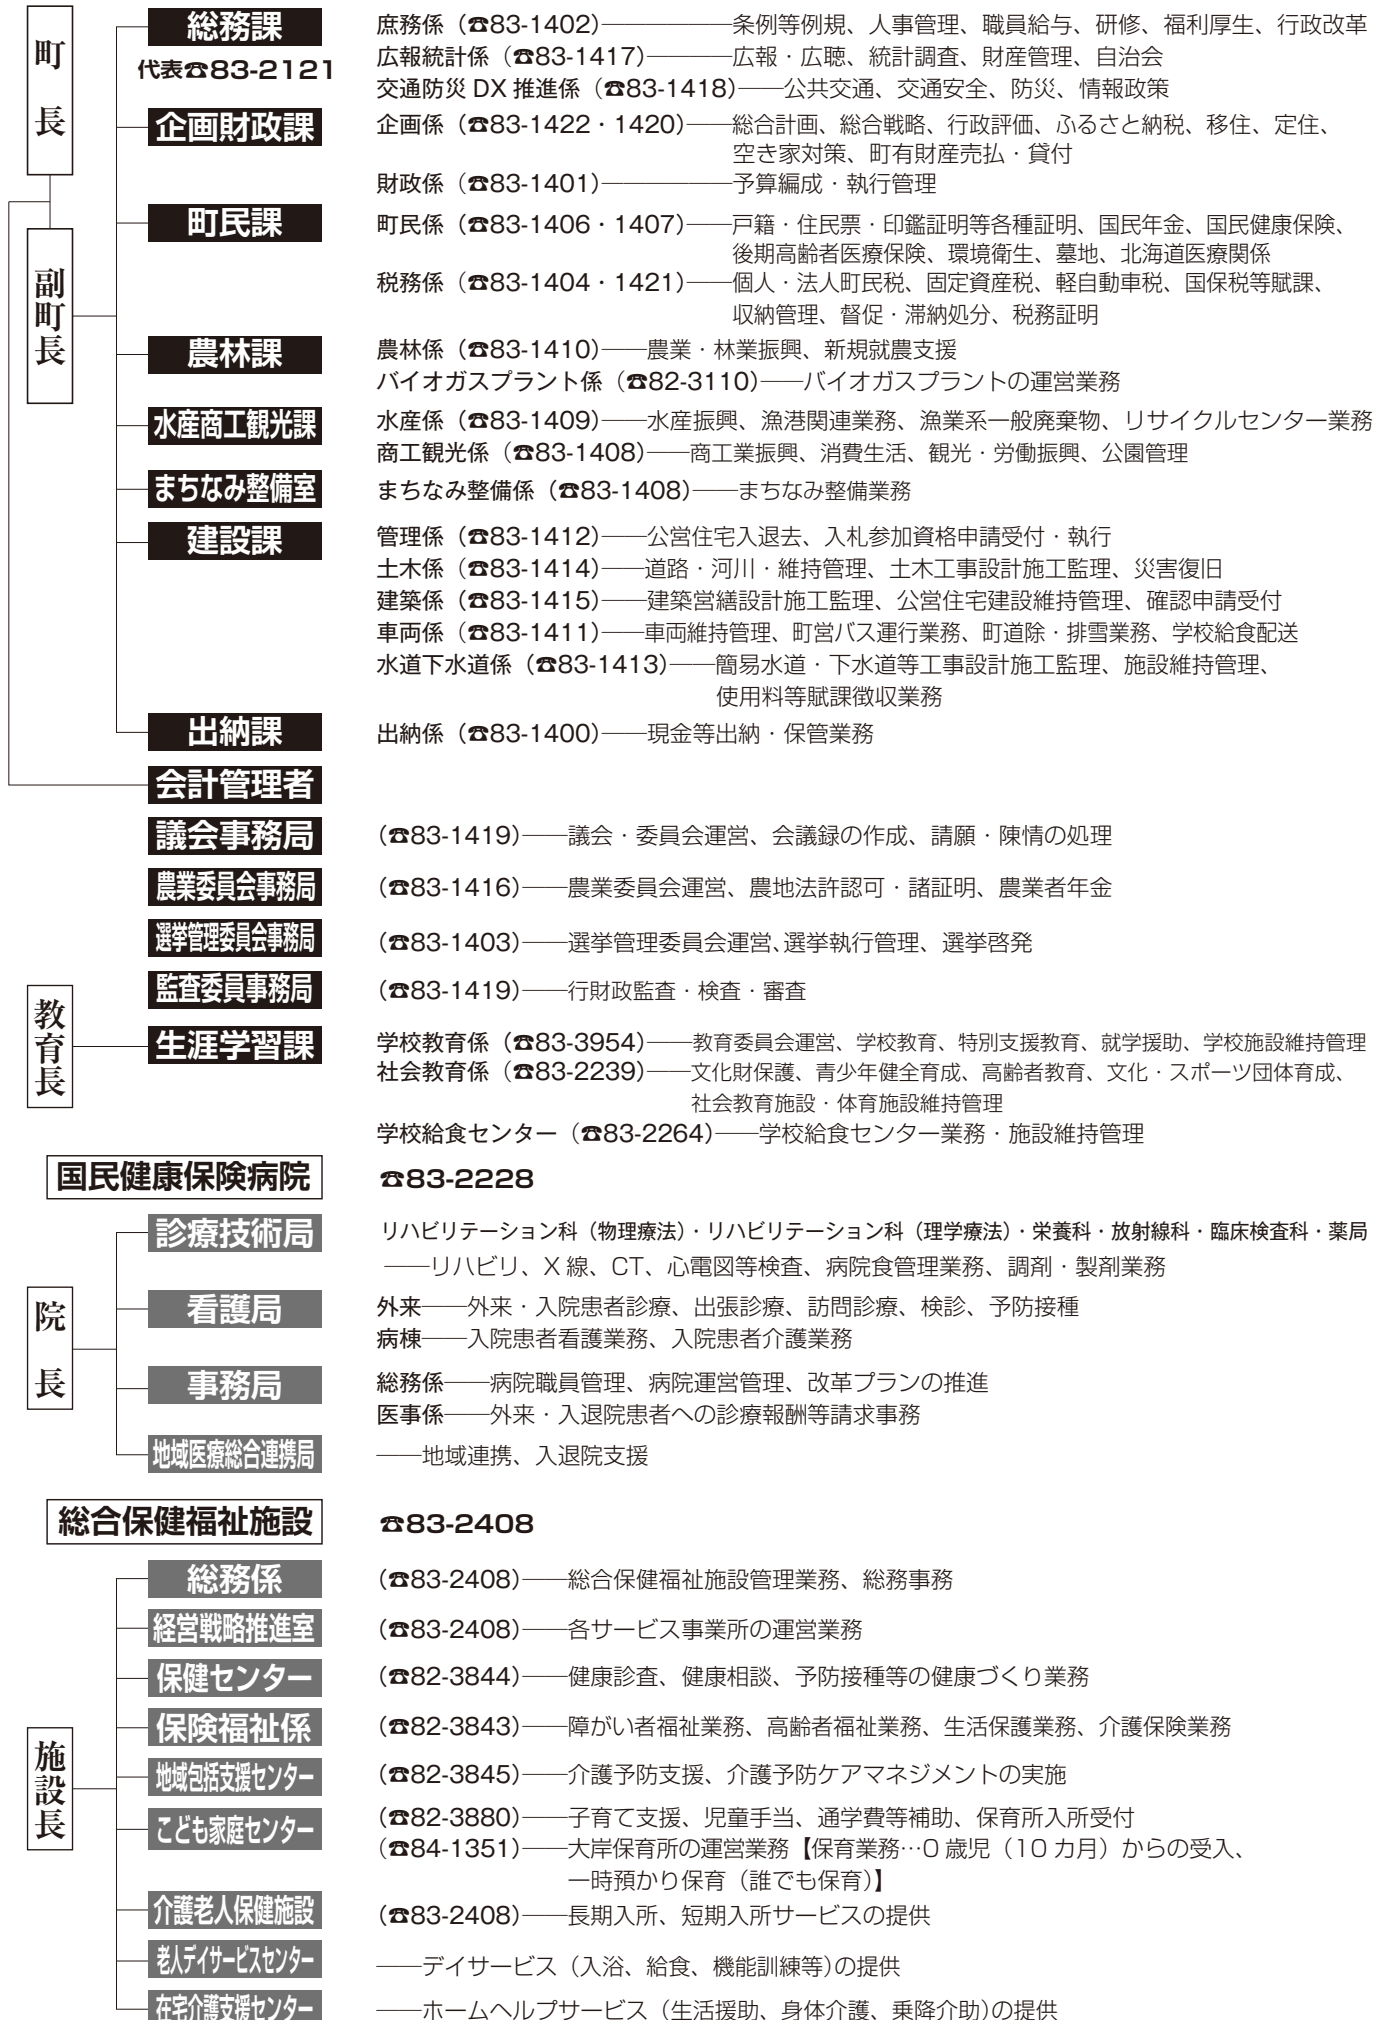 町長
総務課
代表☎83-2121
庶務係（☎83-1402）――――――条例等例規、人事管理、職員給与、研修、福利厚生、行政改革
広報統計係（☎83-1417）――――広報・広聴、統計調査、財産管理、自治会
交通防災 DX 推進係（☎83-1418）――公共交通、交通安全、防災、情報政策
企画財政課
企画係（☎83-1422・1420）――総合計画、総合戦略、行政評価、ふるさと納税、移住、定住、
空き家対策、町有財産売払・貸付
財政係（☎83-1401）――――――予算編成・執行管理
副町長
町民課
町民係（☎83-1406・1407）――戸籍・住民票・印鑑証明等各種証明、国民年金、国民健康保険、
後期高齢者医療保険、環境衛生、墓地、北海道医療関係
税務係（☎83-1404・1421）――個人・法人町民税、固定資産税、軽自動車税、国保税等賦課、
収納管理、督促・滞納処分、税務証明
農林課
農林係（☎83-1410）――農業・林業振興、新規就農支援
バイオガスプラント係（☎82-3110）――バイオガスプラントの運営業務
水産商工観光課
水産係（☎83-1409）――水産振興、漁港関連業務、漁業系一般廃棄物、リサイクルセンター業務
商工観光係（☎83-1408）――商工業振興、消費生活、観光・労働振興、公園管理
まちなみ整備室
まちなみ整備係（☎83-1408）――まちなみ整備業務
建設課
管理係（☎83-1412）――公営住宅入退去、入札参加資格申請受付・執行
土木係（☎83-1414）――道路・河川・維持管理、土木工事設計施工監理、災害復旧
建築係（☎83-1415）――建築営繕設計施工監理、公営住宅建設維持管理、確認申請受付
車両係（☎83-1411）――車両維持管理、町営バス運行業務、町道除・排雪業務、学校給食配送
水道下水道係（☎83-1413）――簡易水道・下水道等工事設計施工監理、施設維持管理、
使用料等賦課徴収業務
出納課
出納係（☎83-1400）――現金等出納・保管業務
会計管理者
議会事務局
（☎83-1419）――議会・委員会運営、会議録の作成、請願・陳情の処理
農業委員会事務局
（☎83-1416）――農業委員会運営、農地法許認可・諸証明、農業者年金
選挙管理委員会事務局
（☎83-1403）――選挙管理委員会運営、選挙執行管理、選挙啓発
監査委員事務局
（☎83-1419）――行財政監査・検査・審査
教育長
生涯学習課
学校教育係（☎83-3954）――教育委員会運営、学校教育、特別支援教育、就学援助、学校施設維持管理
社会教育係（☎83-2239）――文化財保護、青少年健全育成、高齢者教育、文化・スポーツ団体育成、
社会教育施設・体育施設維持管理
学校給食センター（☎83-2264）――学校給食センター業務・施設維持管理
国民健康保険病院
☎83-2228
院長
診療技術局
リハビリテーション科（物理療法）・リハビリテーション科（理学療法）・栄養科・放射線科・臨床検査科・薬局
――リハビリ、X 線、CT、心電図等検査、病院食管理業務、調剤・製剤業務
看護局
外来――外来・入院患者診療、出張診療、訪問診療、検診、予防接種
病棟――入院患者看護業務、入院患者介護業務
事務局
総務係――病院職員管理、病院運営管理、改革プランの推進
医事係――外来・入退院患者への診療報酬等請求事務
地域医療総合連携局
――地域連携、入退院支援
総合保健福祉施設
☎83-2408
施設長
総務係
（☎83-2408）――総合保健福祉施設管理業務、総務事務
経営戦略推進室
（☎83-2408）――各サービス事業所の運営業務
保健センター
（☎82-3844）――健康診査、健康相談、予防接種等の健康づくり業務
保険福祉係
（☎82-3843）――障がい者福祉業務、高齢者福祉業務、生活保護業務、介護保険業務
地域包括支援センター
（☎82-3845）――介護予防支援、介護予防ケアマネジメントの実施
こども家庭センター
（☎82-3880）――子育て支援、児童手当、通学費等補助、保育所入所受付
（☎84-1351）――大岸保育所の運営業務【保育業務…0 歳児（10 カ月）からの受入、
一時預かり保育（誰でも保育）】
介護老人保健施設
（☎83-2408）――長期入所、短期入所サービスの提供
老人デイサービスセンター
――デイサービス（入浴、給食、機能訓練等）の提供
在宅介護支援センター
――ホームヘルプサービス（生活援助、身体介護、乗降介助）の提供